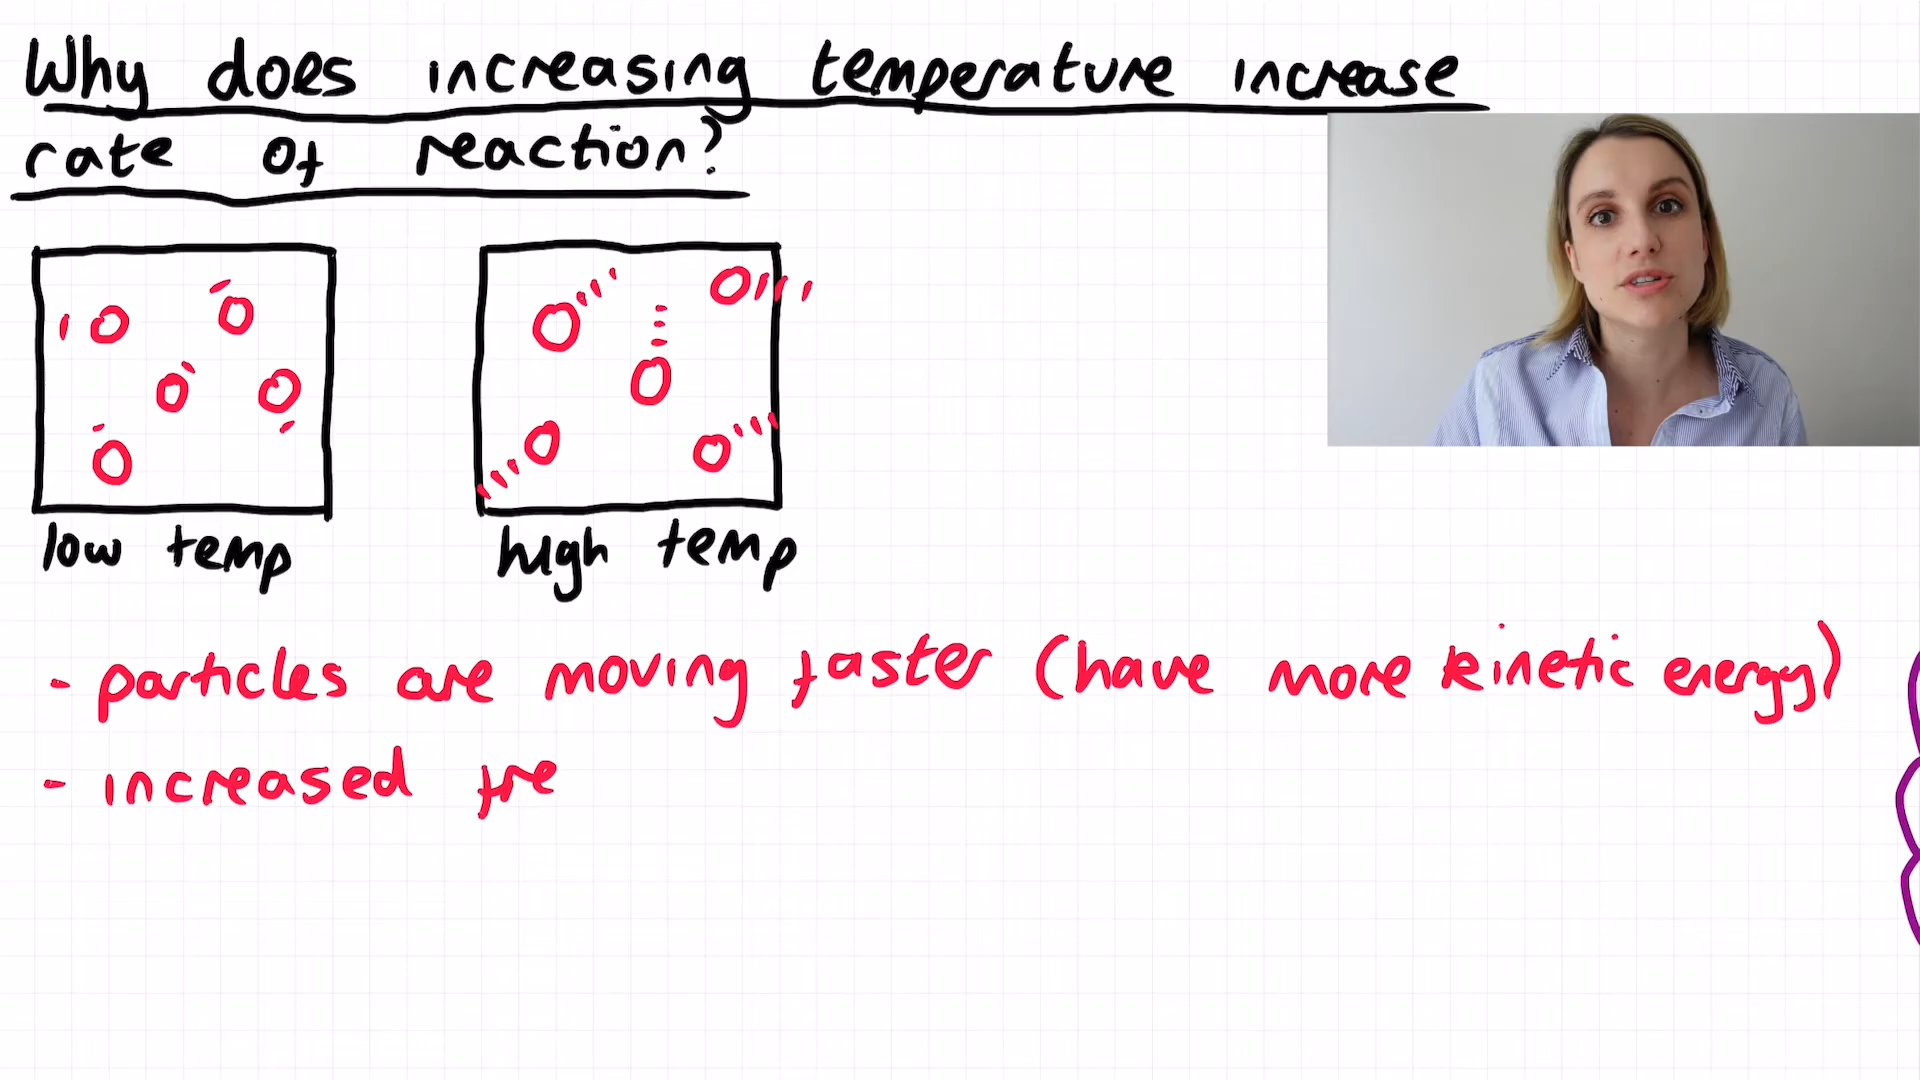 Why does increasing temperature increase
rate of reaction?
low temp
high temp
- particles are moving faster (have more kinetic energy)
- increased fre